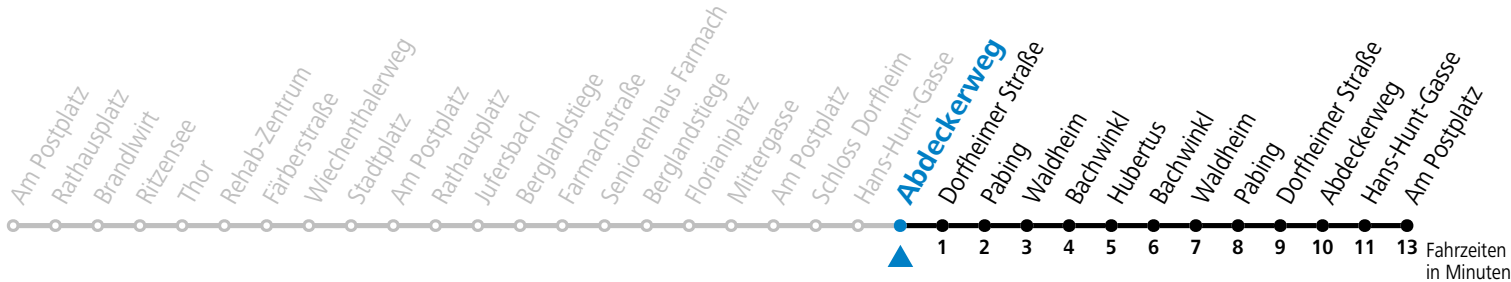 Am Postplatz
Rathausplatz
Brandlwirt
Ritzensee
Thor
Rehab-Zentrum
Färberstraße
Wiechenthalerweg
Stadtplatz
Am Postplatz
Rathausplatz
Jufersbach
Berglandstiege
Farmachstraße
Seniorenhaus Farmach
Berglandstiege
Florianiplatz
Mittergasse
Am Postplatz
Schloss Dorfheim
Hans-Hunt-Gasse
Abdeckerweg
Dorfheimer Straße
Pabing
Waldheim
Bachwinkl
Hubertus
Bachwinkl
Waldheim
Pabing
Dorfheimer Straße
Abdeckerweg
Hans-Hunt-Gasse
Am Postplatz
1 2 3 4 5 6 7 8 9 10 11 13 Fahrzeiten
in Minuten